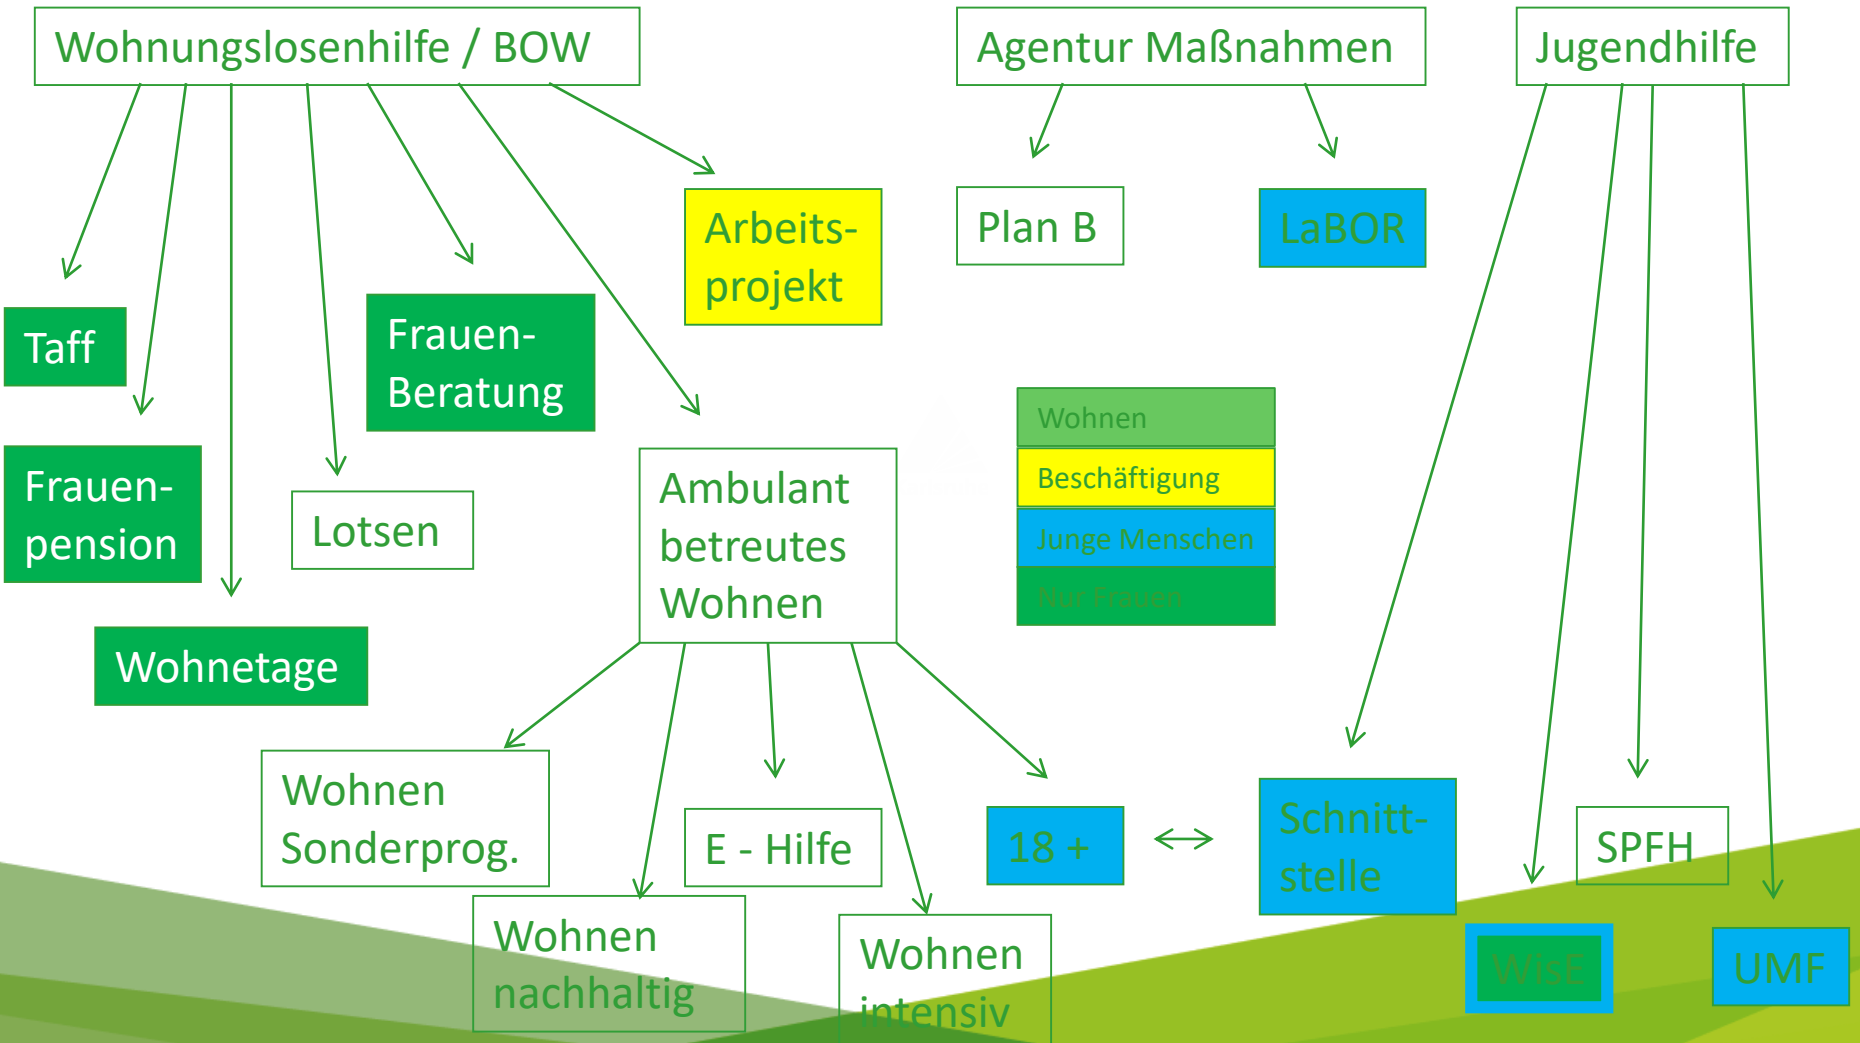 Wohnungslosenhilfe / BOW
Agentur Maßnahmen
Jugendhilfe
Arbeits-
projekt
Plan B
LaBOR
Taff
Frauen-
Beratung
Frauen-
pension
Lotsen
Ambulant
betreutes
Wohnen
Wohnen
Beschäftigung
Junge Menschen
Nur Frauen
Wohnetage
Wohnen
Sonderprog.
E - Hilfe
18 +
Schnitt-
stelle
SPFH
Wohnen
nachhaltig
Wohnen
intensiv
WisE
UMF